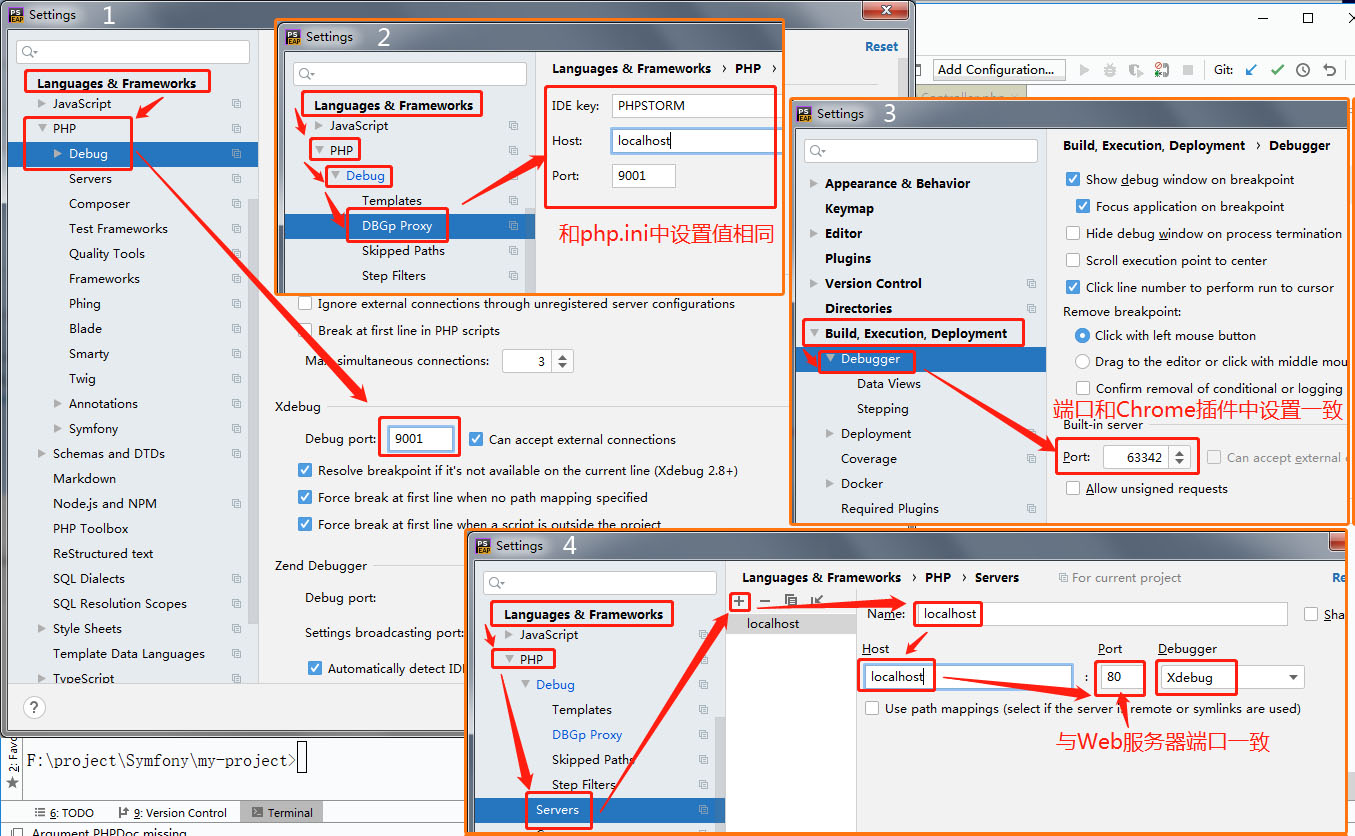 Settings 1
Languages & Frameworks
JavaScript
PHP
Debug
Servers
Composer
Test Frameworks
Quality Tools
Frameworks
Phing
Blade
Smarty
Twig
Annotations
Symfony
Schemas and DTDs
Markdown
Node.js and NPM
PHP Toolbox
ReStructured text
SQL Dialects
SQL Resolution Scopes
Style Sheets
Template Data Languages
TypeScript
?
Reset
Ignore external connections through unregistered server configurations
Break at first line in PHP scripts
Max simultaneous connections: 3
Xdebug
Debug port: 9001 Can accept external connections
Resolve breakpoint if it's not available on the current line (Xdebug 2.8+)
Force break at first line when no path mapping specified
Force break at first line when a script is outside the project
Zend Debugger
Debug port:
Settings broadcasting port:
Automatically detect IDE
Settings 2
Languages & Frameworks
JavaScript
PHP
Debug
Templates
DBGp Proxy
Skipped Paths
Step Filters
Languages & Frameworks › PHP ›
IDE key: PHPSTORM
Host: localhost
Port: 9001
和php.ini中设置值相同
Add Configuration...
Git:
Settings 3
Appearance & Behavior
Keymap
Editor
Plugins
Version Control
Directories
Build, Execution, Deployment
Debugger
Data Views
Stepping
Deployment
Coverage
Docker
Required Plugins
Build, Execution, Deployment › Debugger
Show debug window on breakpoint
Focus application on breakpoint
Hide debug window on process termination
Scroll execution point to center
Click line number to perform run to cursor
Remove breakpoint:
Click with left mouse button
Drag to the editor or click with middle mou
Confirm removal of conditional or logging
端口和Chrome插件中设置一致
Built-in server
Port: 63342 Can accept external
Allow unsigned requests
Settings 4
Languages & Frameworks
JavaScript
PHP
Debug
Templates
DBGp Proxy
Skipped Paths
Step Filters
Servers
Languages & Frameworks › PHP › Servers For current project Re
localhost
Name: localhost Sha
Host Port Debugger
localhost : 80 Xdebug
Use path mappings (select if the server is remote or symlinks are used)
与Web服务器端口一致
2: Favo
F:\project\Symfony\my-project>
6: TODO 9: Version Control Terminal
Argument PHPDoc missing